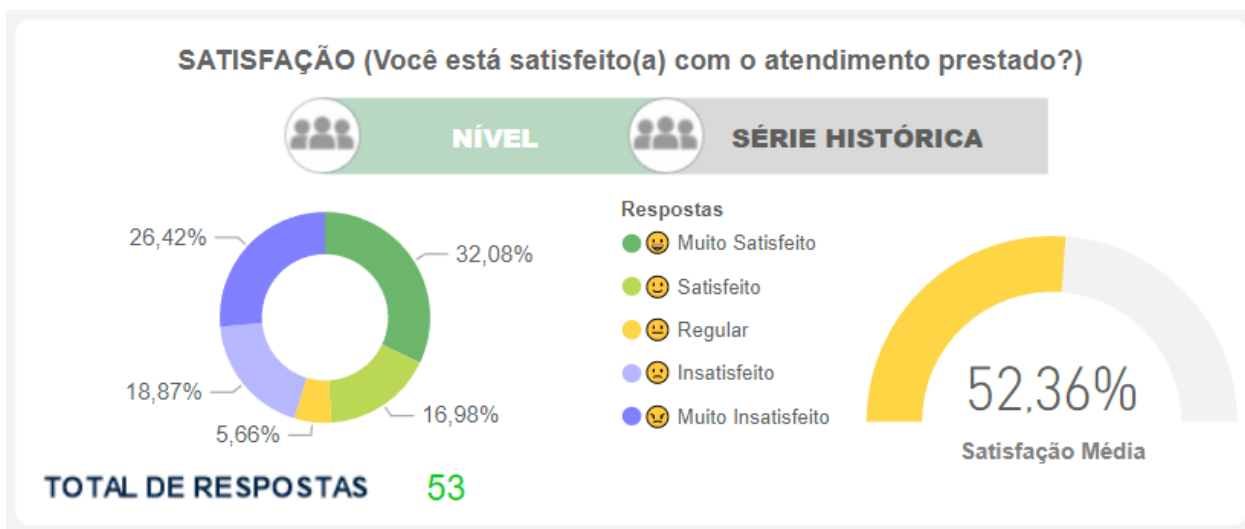 SATISFAÇÃO (Você está satisfeito(a) com o atendimento prestado?)
NÍVEL
SÉRIE HISTÓRICA
26,42%
32,08%
18,87%
5,66%
16,98%
Respostas
Muito Satisfeito
Satisfeito
Regular
Insatisfeito
Muito Insatisfeito
52,36%
Satisfação Média
TOTAL DE RESPOSTAS 53